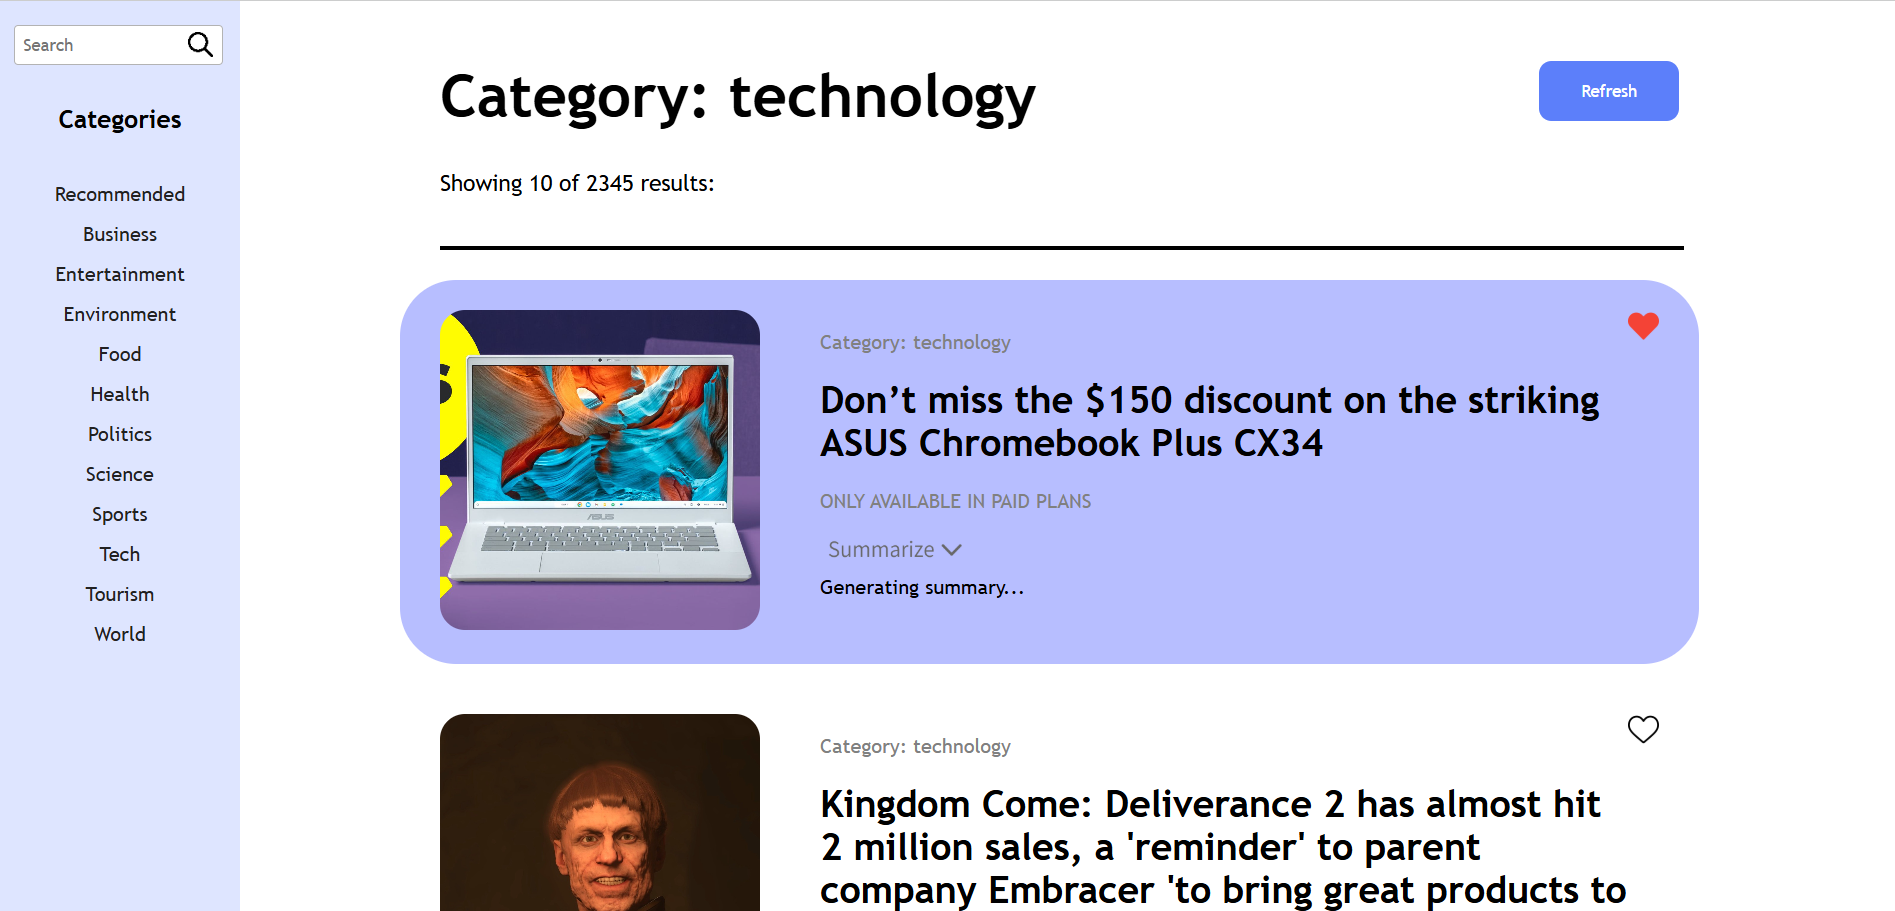 Search
Categories
Recommended
Business
Entertainment
Environment
Food
Health
Politics
Science
Sports
Tech
Tourism
World
Category: technology
Refresh
Showing 10 of 2345 results:
Category: technology
Don’t miss the $150 discount on the striking
ASUS Chromebook Plus CX34
ONLY AVAILABLE IN PAID PLANS
Summarize
Generating summary...
ASUS
Category: technology
Kingdom Come: Deliverance 2 has almost hit
2 million sales, a 'reminder' to parent
company Embracer 'to bring great products to